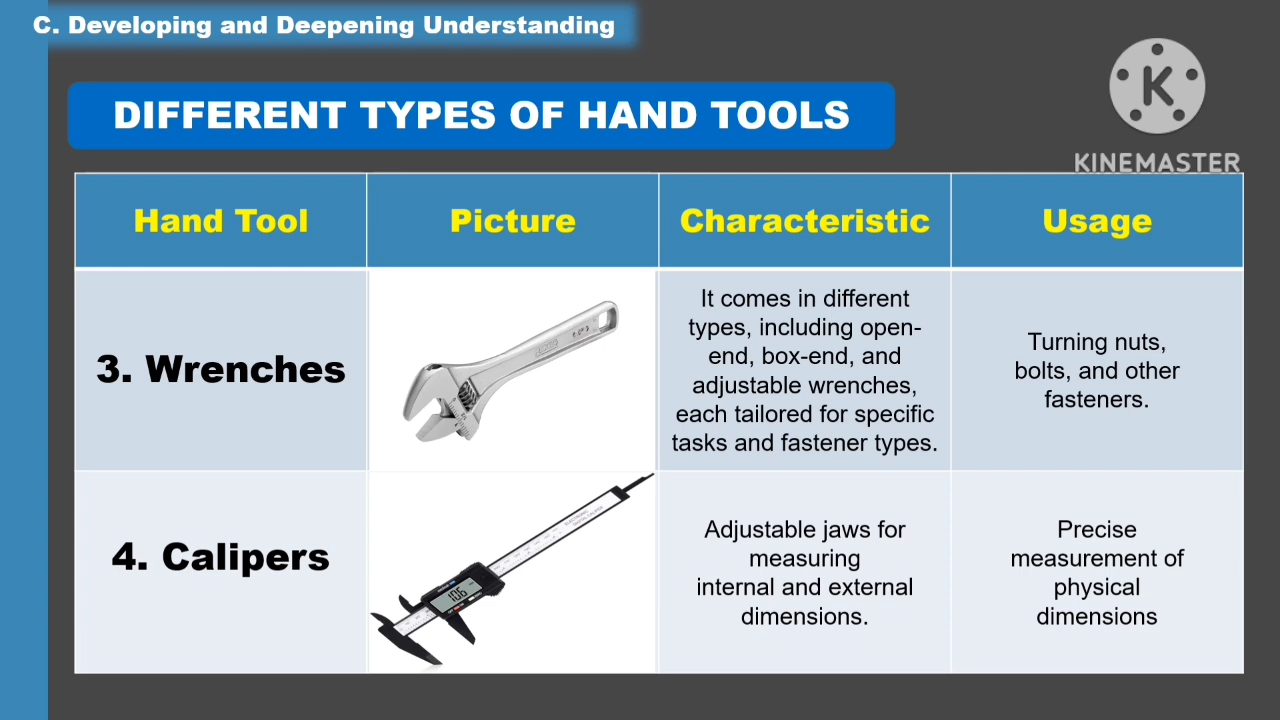 C. Developing and Deepening Understanding
K
KINEMASTER
DIFFERENT TYPES OF HAND TOOLS
Hand Tool
Picture
Characteristic
Usage
3. Wrenches
It comes in different
types, including open-
end, box-end, and
adjustable wrenches,
each tailored for specific
tasks and fastener types.
Turning nuts,
bolts, and other
fasteners.
4. Calipers
ELECTRONIC
DIGITAL CALIPER
Adjustable jaws for
measuring
internal and external
dimensions.
Precise
measurement of
physical
dimensions